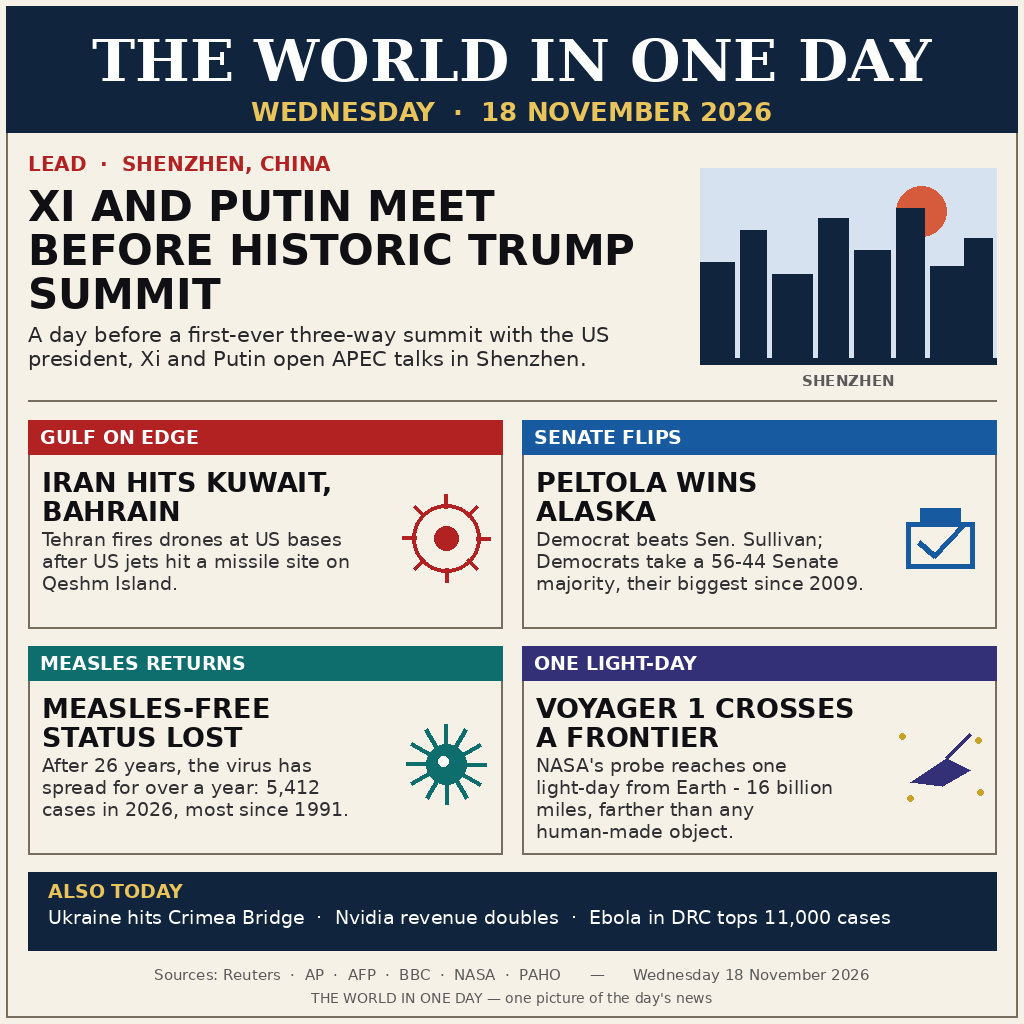 THE WORLD IN ONE DAY
WEDNESDAY · 18 NOVEMBER 2026
LEAD · SHENZHEN, CHINA
XI AND PUTIN MEET
BEFORE HISTORIC TRUMP
SUMMIT
A day before a first-ever three-way summit with the US
president, Xi and Putin open APEC talks in Shenzhen.
SHENZHEN
GULF ON EDGE
IRAN HITS KUWAIT,
BAHRAIN
Tehran fires drones at US bases
after US jets hit a missile site on
Qeshm Island.
SENATE FLIPS
PELTOLA WINS
ALASKA
Democrat beats Sen. Sullivan;
Democrats take a 56-44 Senate
majority, their biggest since 2009.
MEASLES RETURNS
MEASLES-FREE
STATUS LOST
After 26 years, the virus has
spread for over a year: 5,412
cases in 2026, most since 1991.
ONE LIGHT-DAY
VOYAGER 1 CROSSES
A FRONTIER
NASA's probe reaches one
light-day from Earth - 16 billion
miles, farther than any
human-made object.
ALSO TODAY
Ukraine hits Crimea Bridge · Nvidia revenue doubles · Ebola in DRC tops 11,000 cases
Sources: Reuters · AP · AFP · BBC · NASA · PAHO — Wednesday 18 November 2026
THE WORLD IN ONE DAY — one picture of the day's news